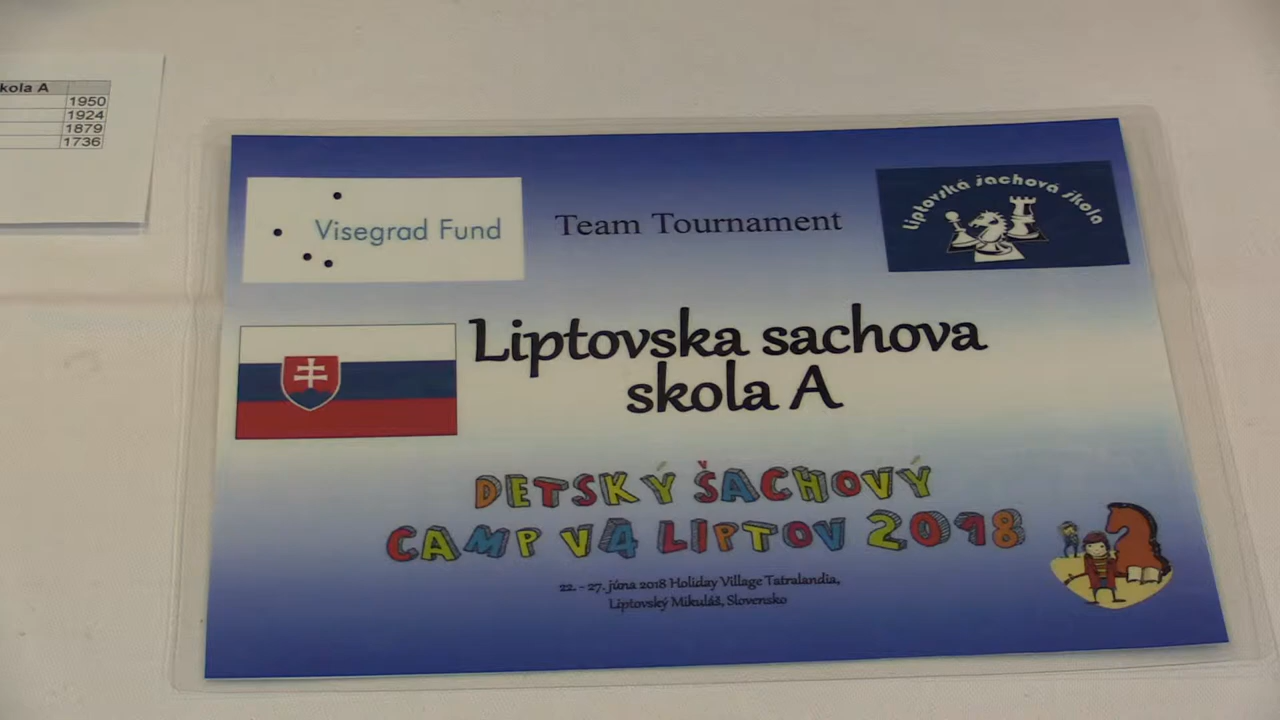 kola A
1950
1924
1879
1736
Visegrad Fund
Team Tournament
Liptovská šachová škola
Liptovska sachova
skola A
DETSKÝ ŠACHOVÝ
CAMP V4 LIPTOV 2018
22. - 27. júna 2018 Holiday Village Tatralandia,
Liptovský Mikuláš, Slovensko